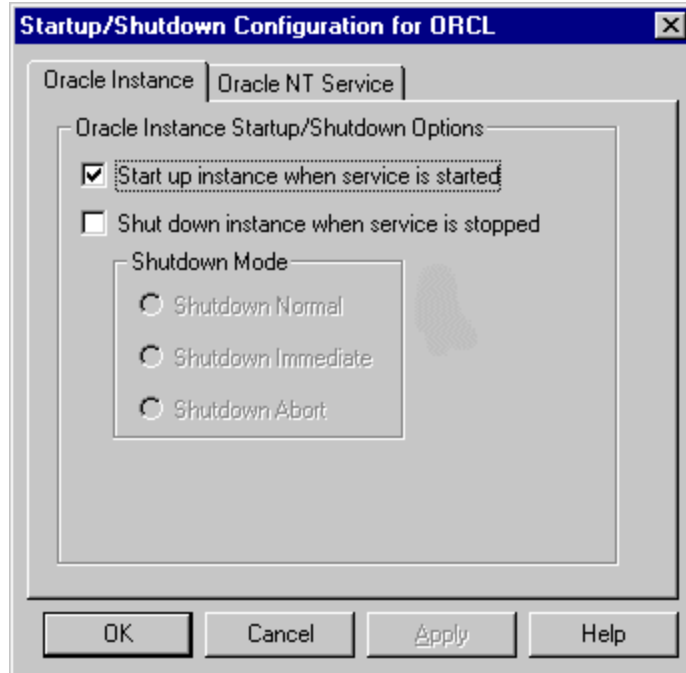 Startup/Shutdown Configuration for ORCL
Oracle Instance
Oracle NT Service
Oracle Instance Startup/Shutdown Options
Start up instance when service is started
Shut down instance when service is stopped
Shutdown Mode
Shutdown Normal
Shutdown Immediate
Shutdown Abort
OK
Cancel
Apply
Help